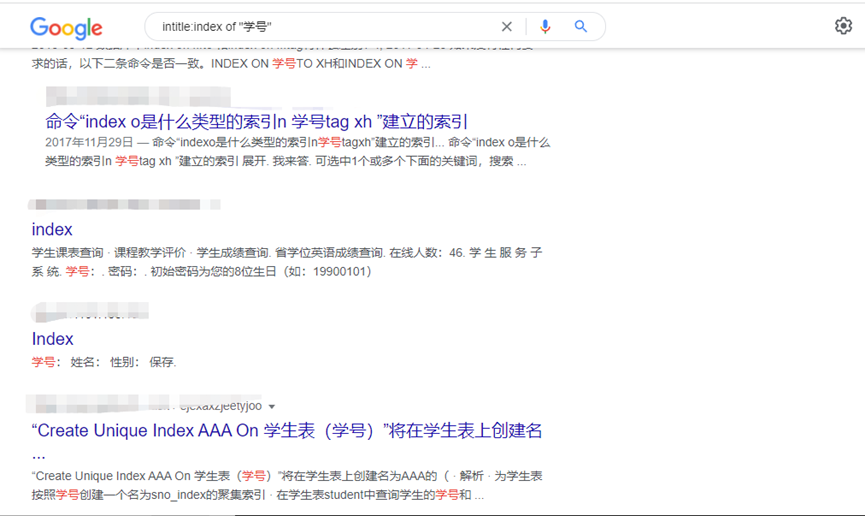 Google
intitle:index of "学号"
求的话，以下二条命令是否一致。INDEX ON 学号TO XH和INDEX ON 学 ...
命令“index o是什么类型的索引n 学号tag xh ”建立的索引
2017年11月29日 — 命令“indexo是什么类型的索引n学号tagxh”建立的索引... 命令“index o是什么
类型的索引n 学号tag xh ”建立的索引 展开. 我来答. 可选中1个或多个下面的关键词，搜索 ...
index
学生课表查询 · 课程教学评价 · 学生成绩查询. 省学位英语成绩查询. 在线人数：46. 学 生 服 务 子
系 统. 学号：. 密码：. 初始密码为您的8位生日（如：19900101）
Index
学号： 姓名： 性别： 保存.
ejexaxzjeetyjoo
“Create Unique Index AAA On 学生表（学号）”将在学生表上创建名
...
“Create Unique Index AAA On 学生表（学号）”将在学生表上创建名为AAA的（ · 解析 · 为学生表
按照学号创建一个名为sno_index的聚集索引 · 在学生表student中查询学生的学号和 ...